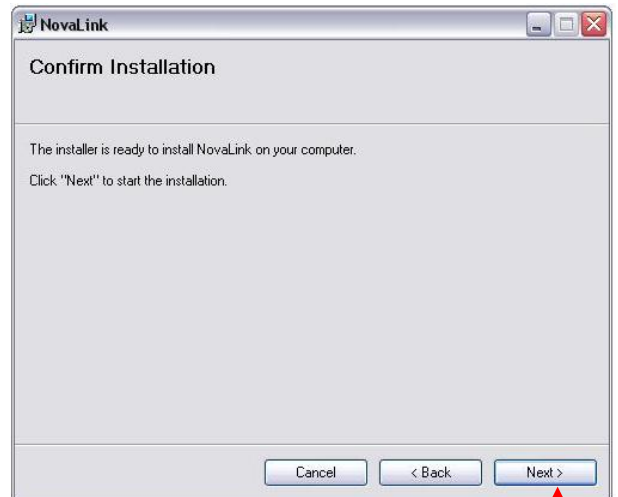 NovaLink
Confirm Installation
The installer is ready to install NovaLink on your computer.
Click "Next" to start the installation.
Cancel
< Back
Next >